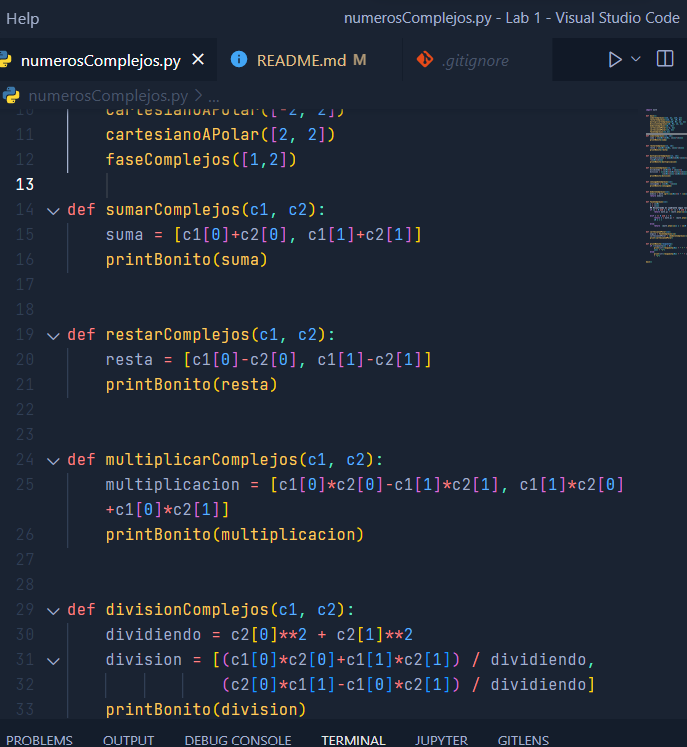 Help numerosComplejos.py - Lab 1 - Visual Studio Code
numerosComplejos.py × README.md M .gitignore
numerosComplejos.py > ...
10 cartesianoAPolar([-2, 2])
11 cartesianoAPolar([2, 2])
12 faseComplejos([1,2])
13
14 def sumarComplejos(c1, c2):
15 suma = [c1[0]+c2[0], c1[1]+c2[1]]
16 printBonito(suma)
17
18
19 def restarComplejos(c1, c2):
20 resta = [c1[0]-c2[0], c1[1]-c2[1]]
21 printBonito(resta)
22
23
24 def multiplicarComplejos(c1, c2):
25 multiplicacion = [c1[0]*c2[0]-c1[1]*c2[1], c1[1]*c2[0]
+c1[0]*c2[1]]
26 printBonito(multiplicacion)
27
28
29 def divisionComplejos(c1, c2):
30 dividiendo = c2[0]**2 + c2[1]**2
31 division = [(c1[0]*c2[0]+c1[1]*c2[1]) / dividiendo,
32 (c2[0]*c1[1]-c1[0]*c2[1]) / dividiendo]
33 printBonito(division)
PROBLEMS OUTPUT DEBUG CONSOLE TERMINAL JUPYTER GITLENS